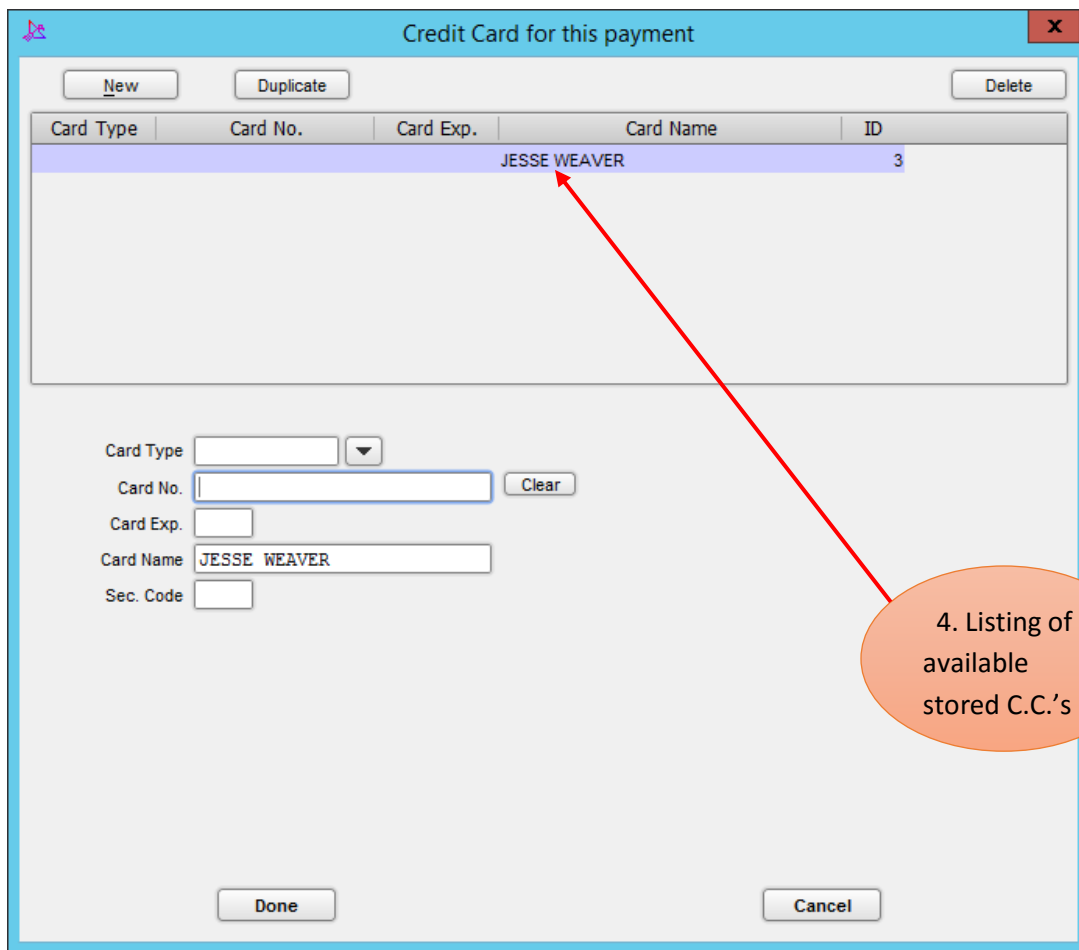 Credit Card for this payment
x
New Duplicate Delete
Card Type Card No. Card Exp. Card Name ID
JESSE WEAVER 3
Card Type
Card No. Clear
Card Exp.
Card Name JESSE WEAVER
Sec. Code
4. Listing of
available
stored C.C.’s
Done Cancel